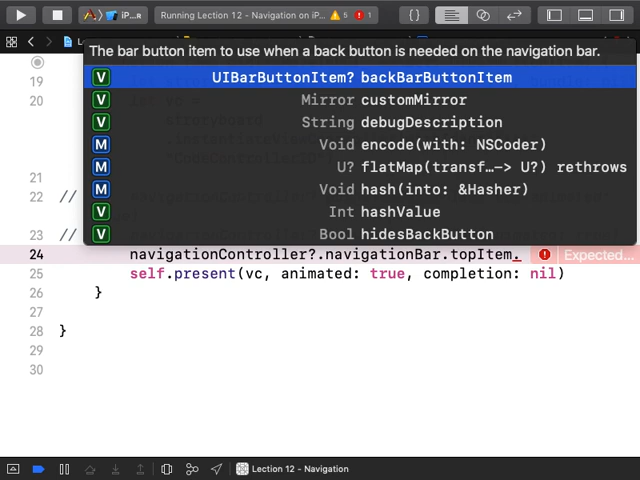 iP...
Running Lection 12 - Navigation on iP...
5
1
{ }
The bar button item to use when a back button is needed on the navigation bar.
V UIBarButtonItem? backBarButtonItem
V Mirror customMirror
V String debugDescription
M Void encode(with: NSCoder)
M U? flatMap(transf…—> U?) rethrows
M Void hash(into: &Hasher)
V Int hashValue
V Bool hidesBackButton
19
20
21
22 //
23 //
24 navigationController?.navigationBar.topItem. Expected...
25 self.present(vc, animated: true, completion: nil)
26 }
27
28 }
29
30
Lection 12 - Navigation